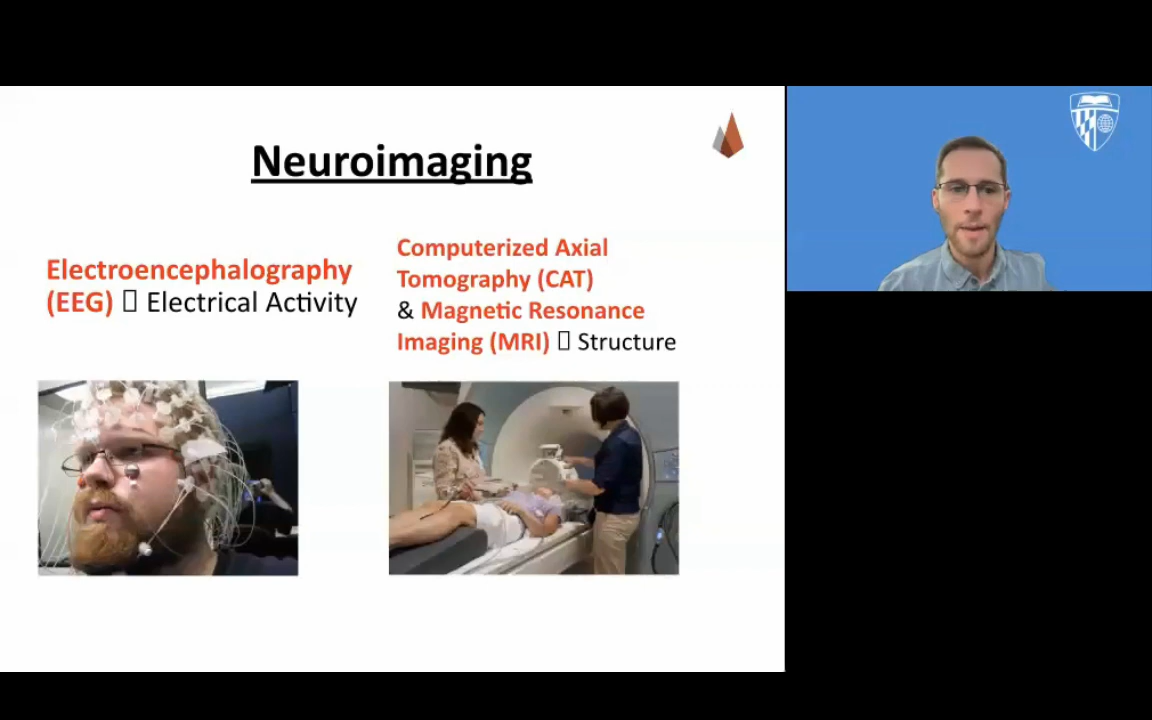 Neuroimaging
Electroencephalography
(EEG) ▯ Electrical Activity
Computerized Axial
Tomography (CAT)
& Magnetic Resonance
Imaging (MRI) ▯ Structure